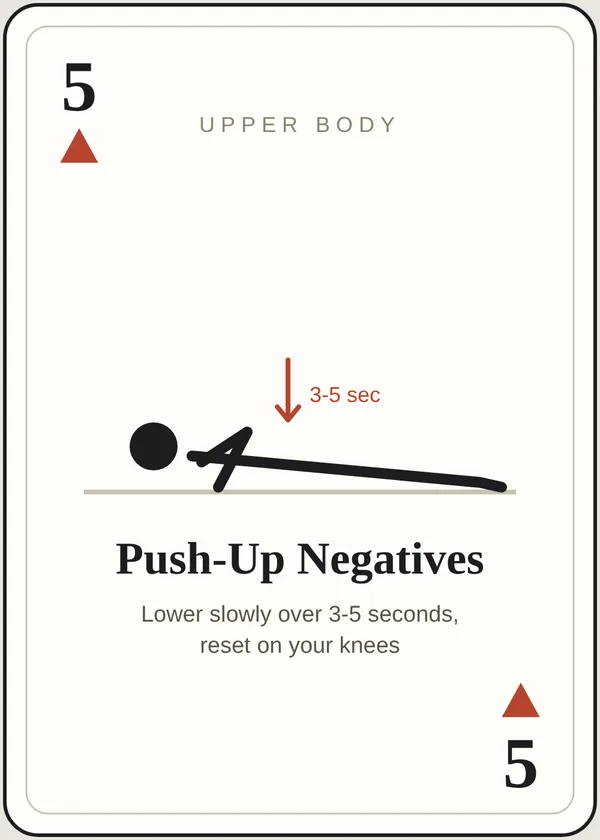 5
UPPER BODY
3-5 sec
Push-Up Negatives
Lower slowly over 3-5 seconds,
reset on your knees
5